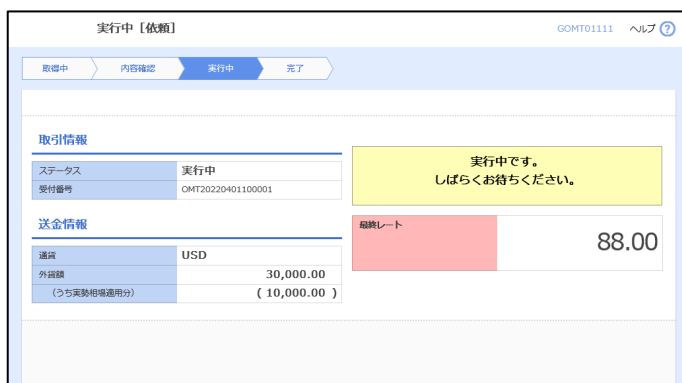 実行中［依頼］
GOMT01111 ヘルプ ?
取得中 内容確認 実行中 完了
取引情報
ステータス 実行中
受付番号 OMT20220401100001
実行中です。
しばらくお待ちください。
送金情報
通貨 USD
外貨額 30,000.00
（うち実勢相場適用分） ( 10,000.00 )
最終レート 88.00